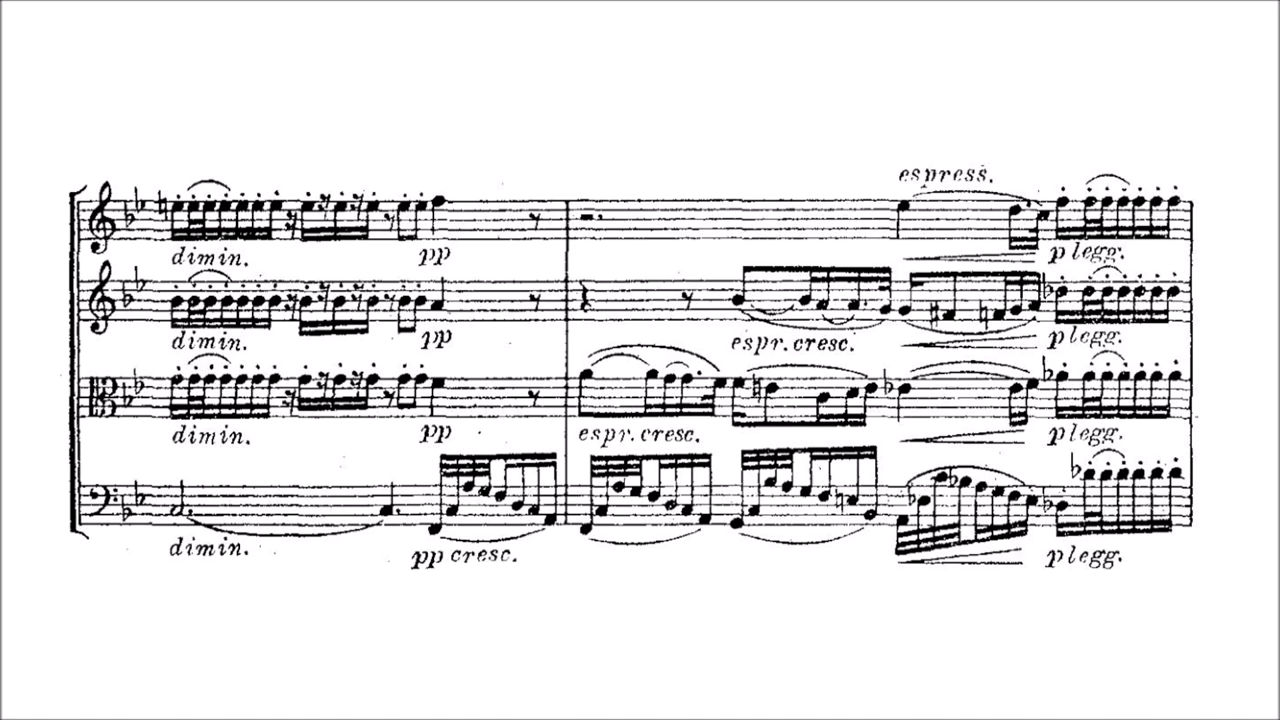 espress.
dimin. pp p legg.
dimin. pp espr. cresc. p legg.
dimin. pp espr. cresc. p legg.
dimin. pp cresc. p legg.